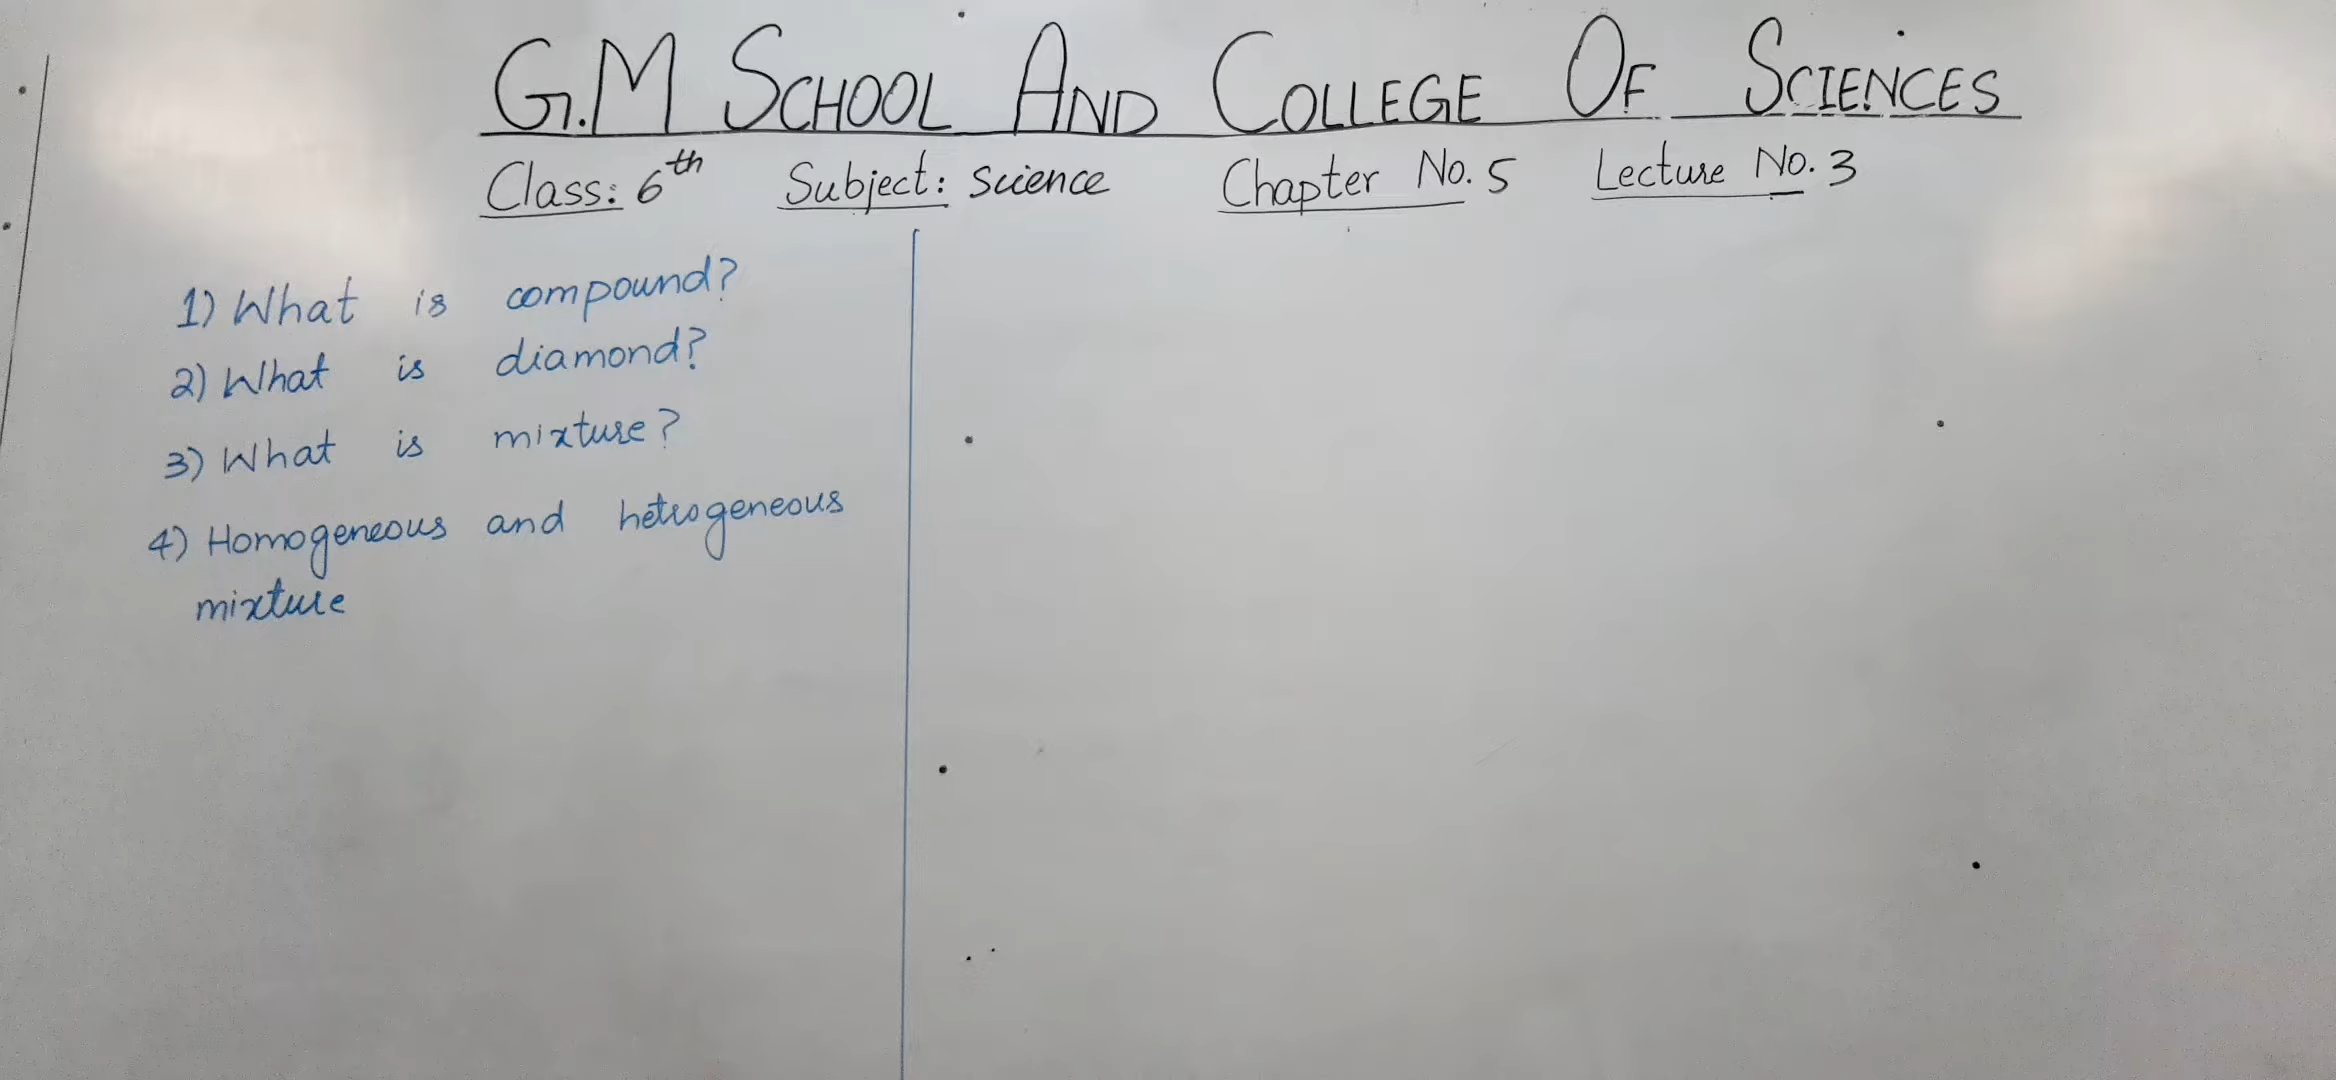 G.M SCHOOL AND COLLEGE OF SCIENCES
Class: 6th Subject: science Chapter No. 5 Lecture No. 3
1) What is compound?
2) What is diamond?
3) What is mixture?
4) Homogeneous and hetrogeneous
mixture